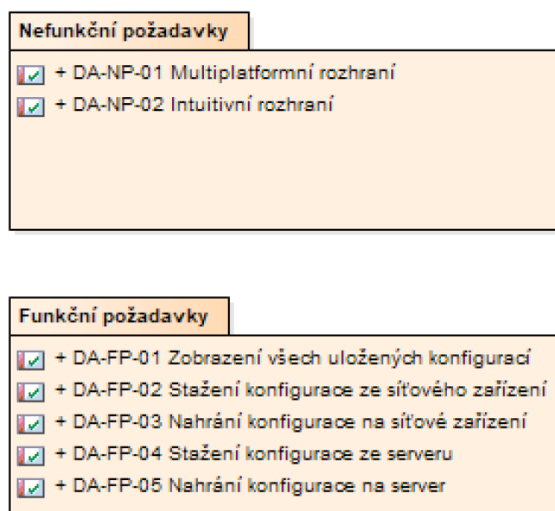 Nefunkční požadavky
+ DA-NP-01 Multiplatformní rozhraní
+ DA-NP-02 Intuitivní rozhraní
Funkční požadavky
+ DA-FP-01 Zobrazení všech uložených konfigurací
+ DA-FP-02 Stažení konfigurace ze síťového zařízení
+ DA-FP-03 Nahrání konfigurace na síťové zařízení
+ DA-FP-04 Stažení konfigurace ze serveru
+ DA-FP-05 Nahrání konfigurace na server